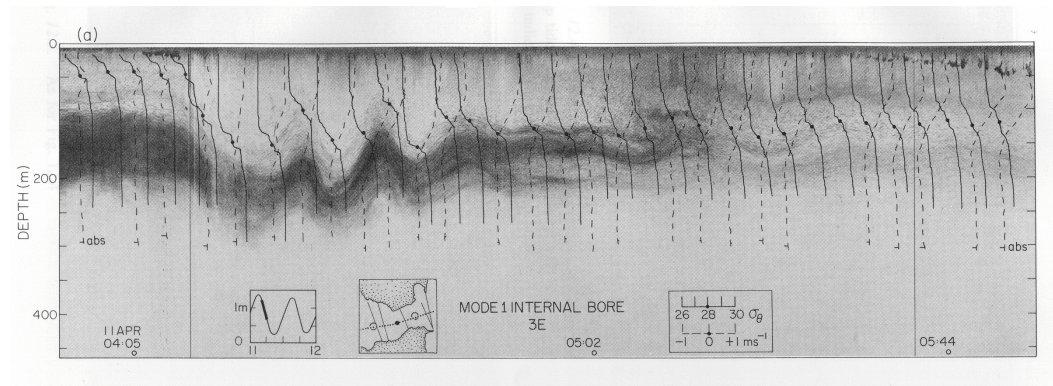 (a)
0
200
400
DEPTH (m)
abs
abs
11 APR
04:05
1m
0
11 12
MODE 1 INTERNAL BORE
3E
05:02
26 28 30 σθ
-1 0 +1 ms⁻¹
05:44